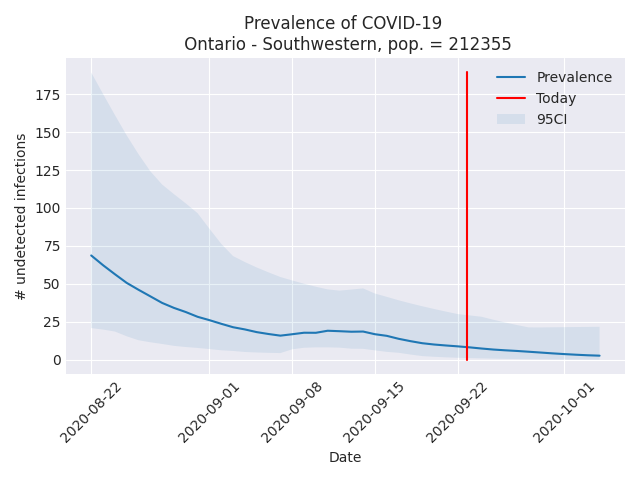 Prevalence of COVID-19
Ontario - Southwestern, pop. = 212355
Prevalence
Today
95CI
175
150
125
100
75
50
25
0
# undetected infections
2020-08-22
2020-09-01
2020-09-08
2020-09-15
2020-09-22
2020-10-01
Date